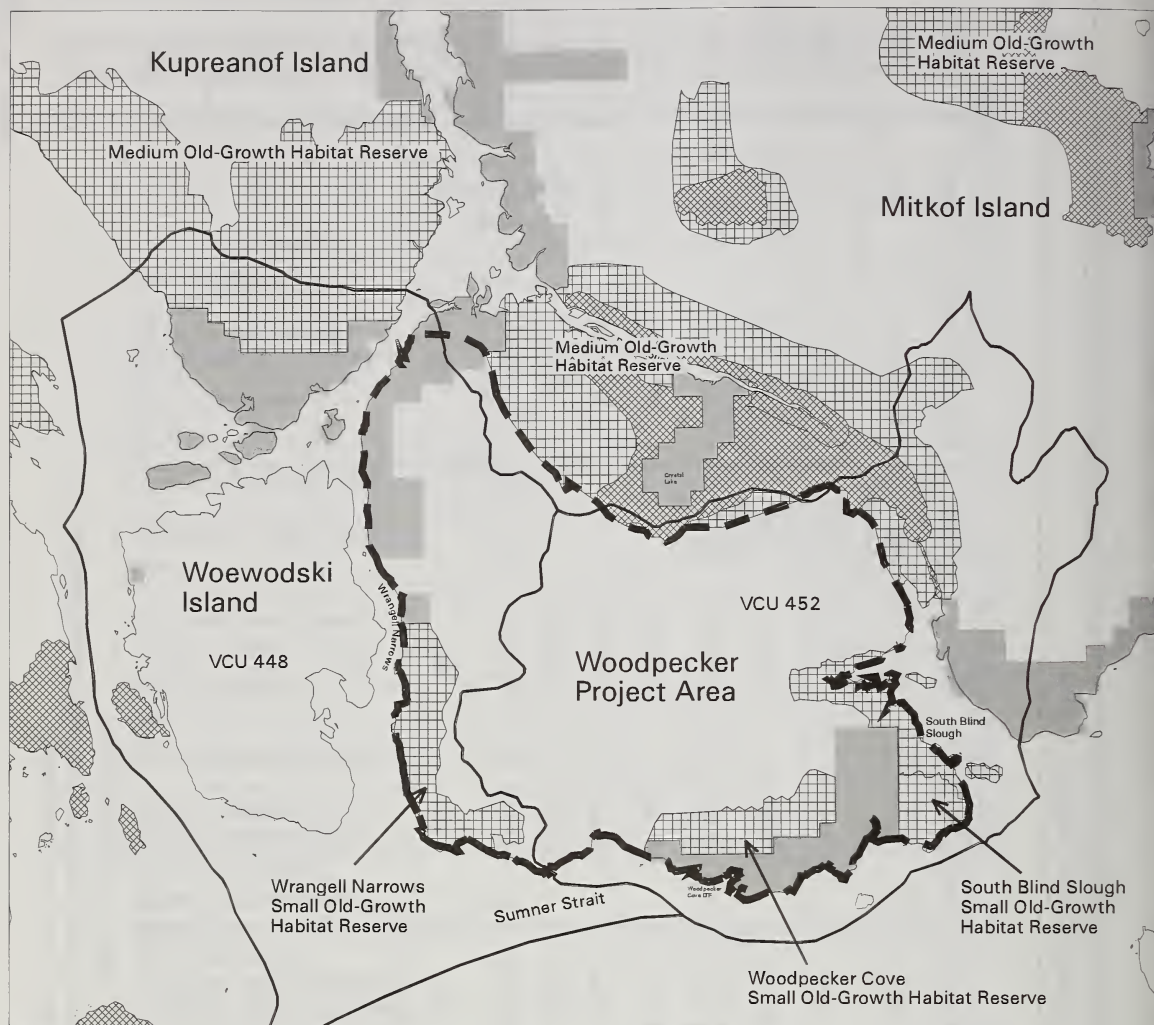 Kupreanof Island
Medium Old-Growth
Habitat Reserve
Medium Old-Growth Habitat Reserve
Mitkof Island
Medium Old-Growth
Habitat Reserve
Crystal
Lake
Woewodski
Island
VCU 448
Wrangell Narrows
VCU 452
Woodpecker
Project Area
South Blind
Slough
Wrangell Narrows
Small Old-Growth
Habitat Reserve
Sumner Strait
Woodpecker
Cove LTF
South Blind Slough
Small Old-Growth
Habitat Reserve
Woodpecker Cove
Small Old-Growth Habitat Reserve